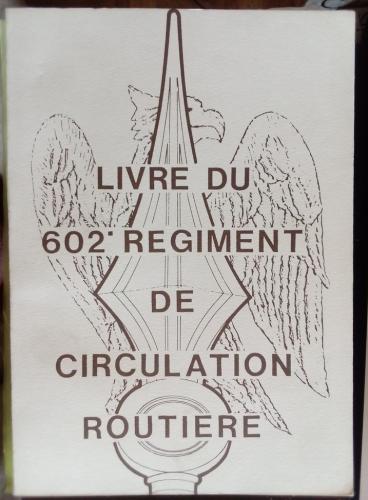 LIVRE DU
602e REGIMENT
DE
CIRCULATION
ROUTIERE